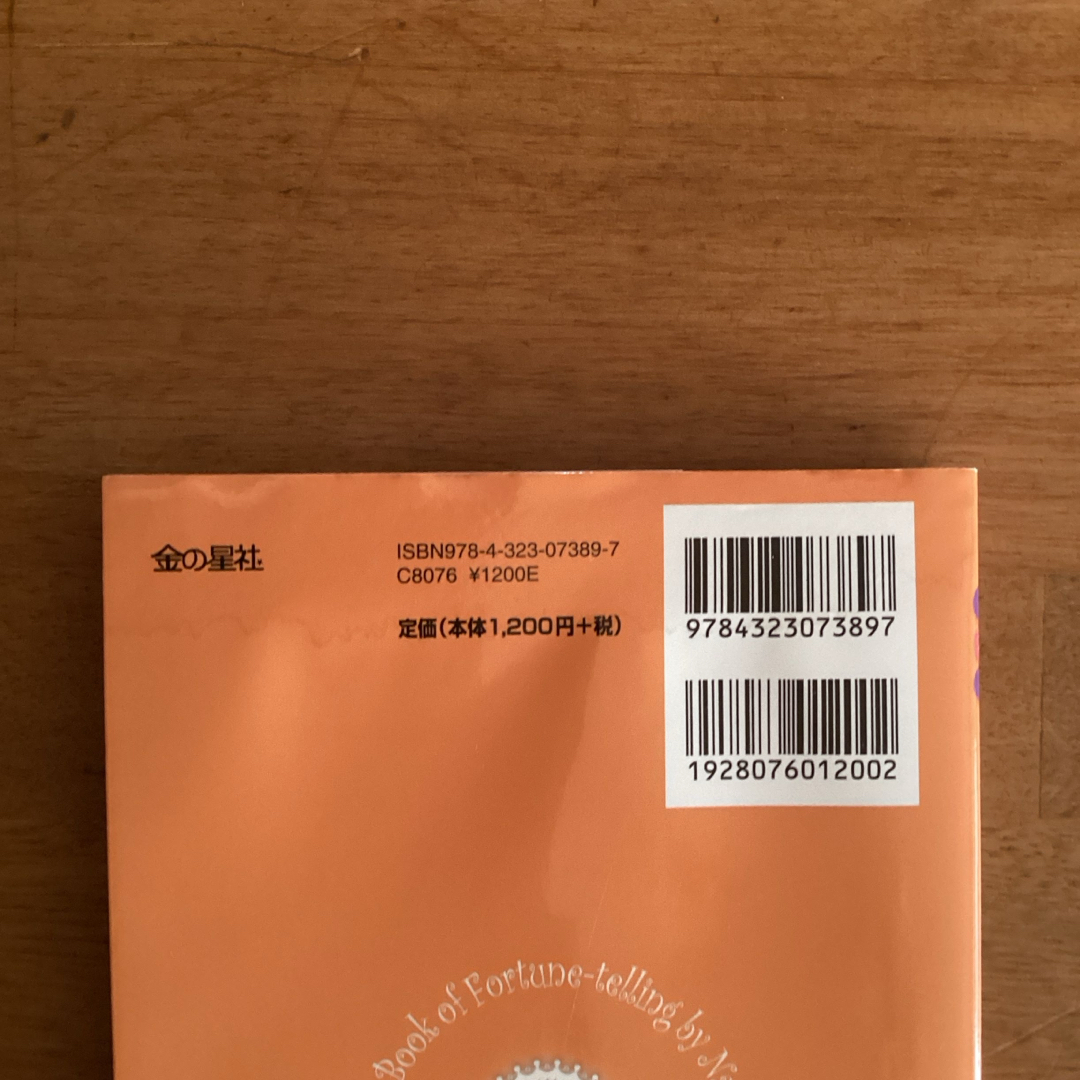 金の星社
ISBN978-4-323-07389-7
C8076 ¥1200E
定価(本体1,200円+税)
9784323073897
1928076012002
Book of Fortune-telling by